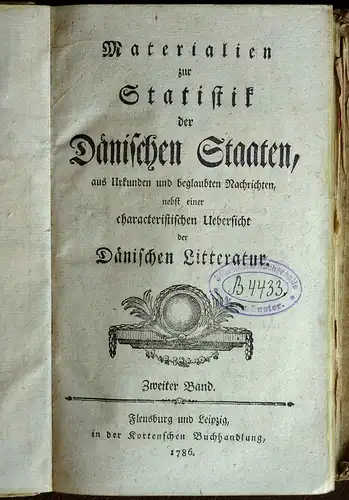 Materialien
zur
Statistik
der
Dänischen Staaten,
aus Urkunden und beglaubten Nachrichten,
nebst einer
characteristischen Uebersicht
der
Dänischen Litteratur.
B 4433
Zweiter Band.
Flensburg und Leipzig,
in der Kortenschen Buchhandlung,
1786.